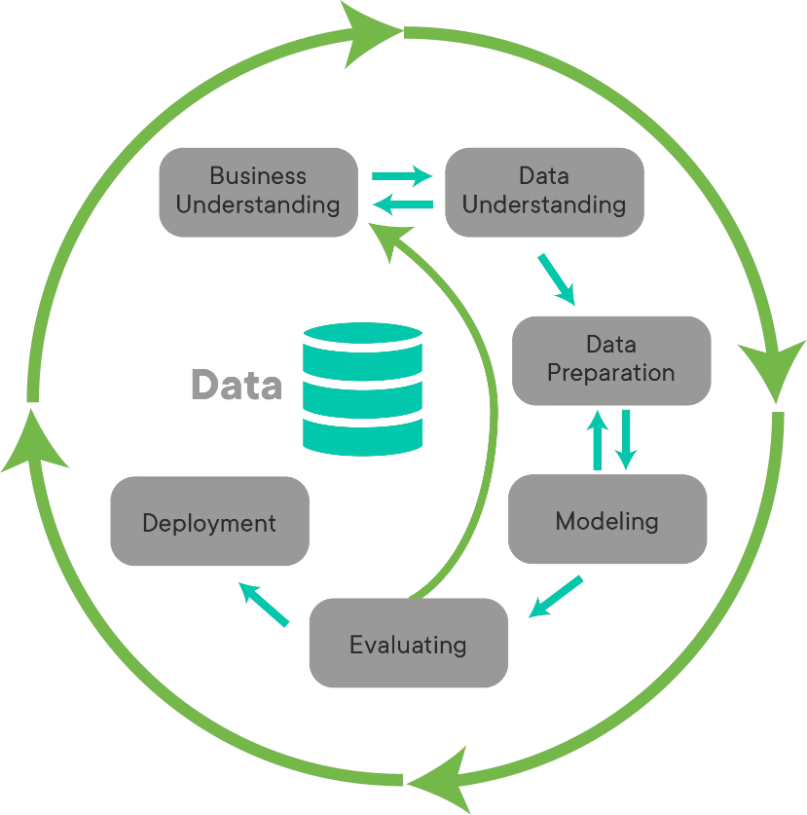 Business
Understanding
Data
Understanding
Data
Preparation
Data
Modeling
Deployment
Evaluating